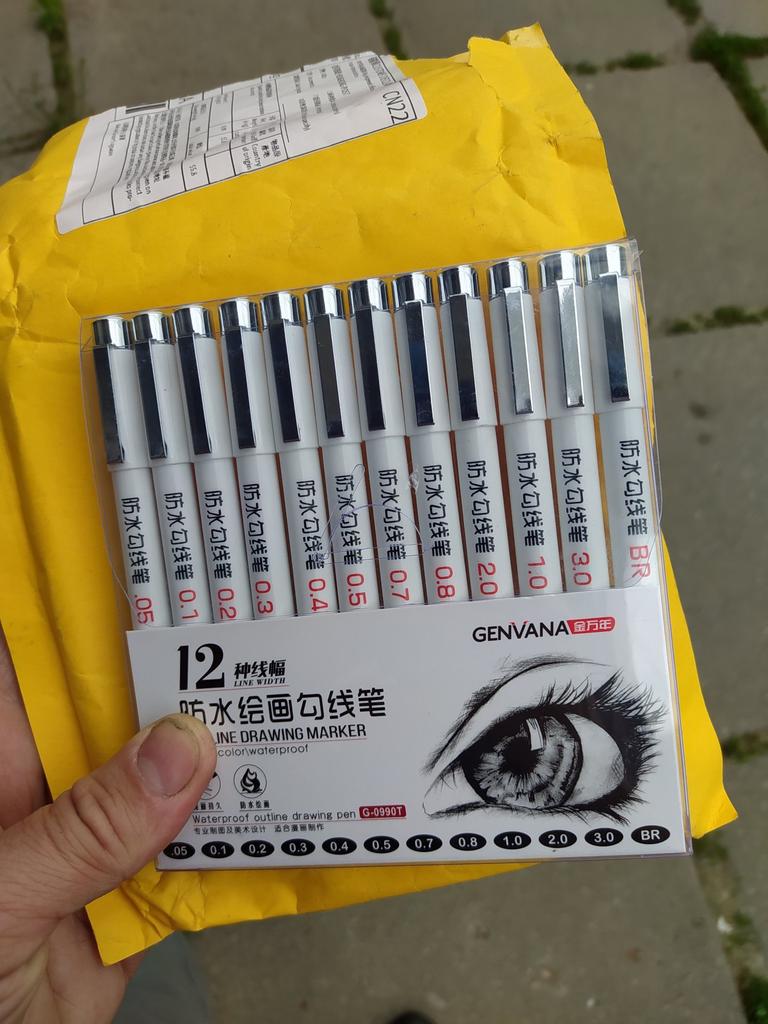 CN22
防水勾线笔 .05
防水勾线笔 0.1
防水勾线笔 0.2
防水勾线笔 0.3
防水勾线笔 0.4
防水勾线笔 0.5
防水勾线笔 0.7
防水勾线笔 0.8
防水勾线笔 2.0
防水勾线笔 1.0
防水勾线笔 3.0
防水勾线笔 BR
GENVANA 金万年
12 种线幅
LINE WIDTH
防水绘画勾线笔
LINE DRAWING MARKER
color\waterproof
持久 防水绘画
Waterproof outline drawing pen G-0990T
专业制图及美术设计 适合漫画制作
.05 0.1 0.2 0.3 0.4 0.5 0.7 0.8 1.0 2.0 3.0 BR